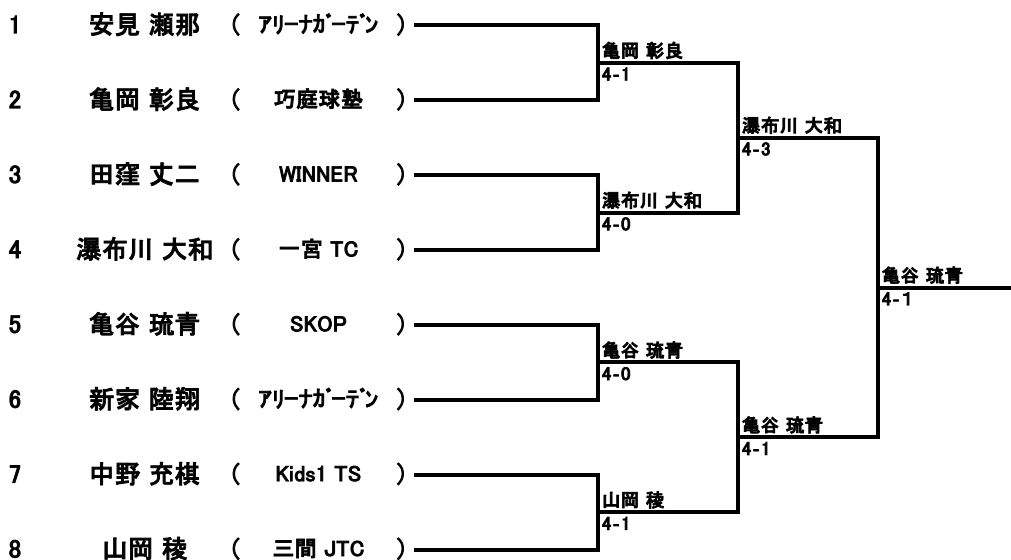 1 安見 瀬那 ( ｱﾘｰﾅｶﾞｰﾃﾞﾝ )
亀岡 彰良
4-1
2 亀岡 彰良 ( 巧庭球塾 )
瀑布川 大和
4-3
3 田窪 丈二 ( WINNER )
瀑布川 大和
4-0
4 瀑布川 大和 ( 一宮 TC )
亀谷 琉青
4-1
5 亀谷 琉青 ( SKOP )
亀谷 琉青
4-0
6 新家 陸翔 ( ｱﾘｰﾅｶﾞｰﾃﾞﾝ )
亀谷 琉青
4-1
7 中野 充棋 ( Kids1 TS )
山岡 稜
4-1
8 山岡 稜 ( 三間 JTC )